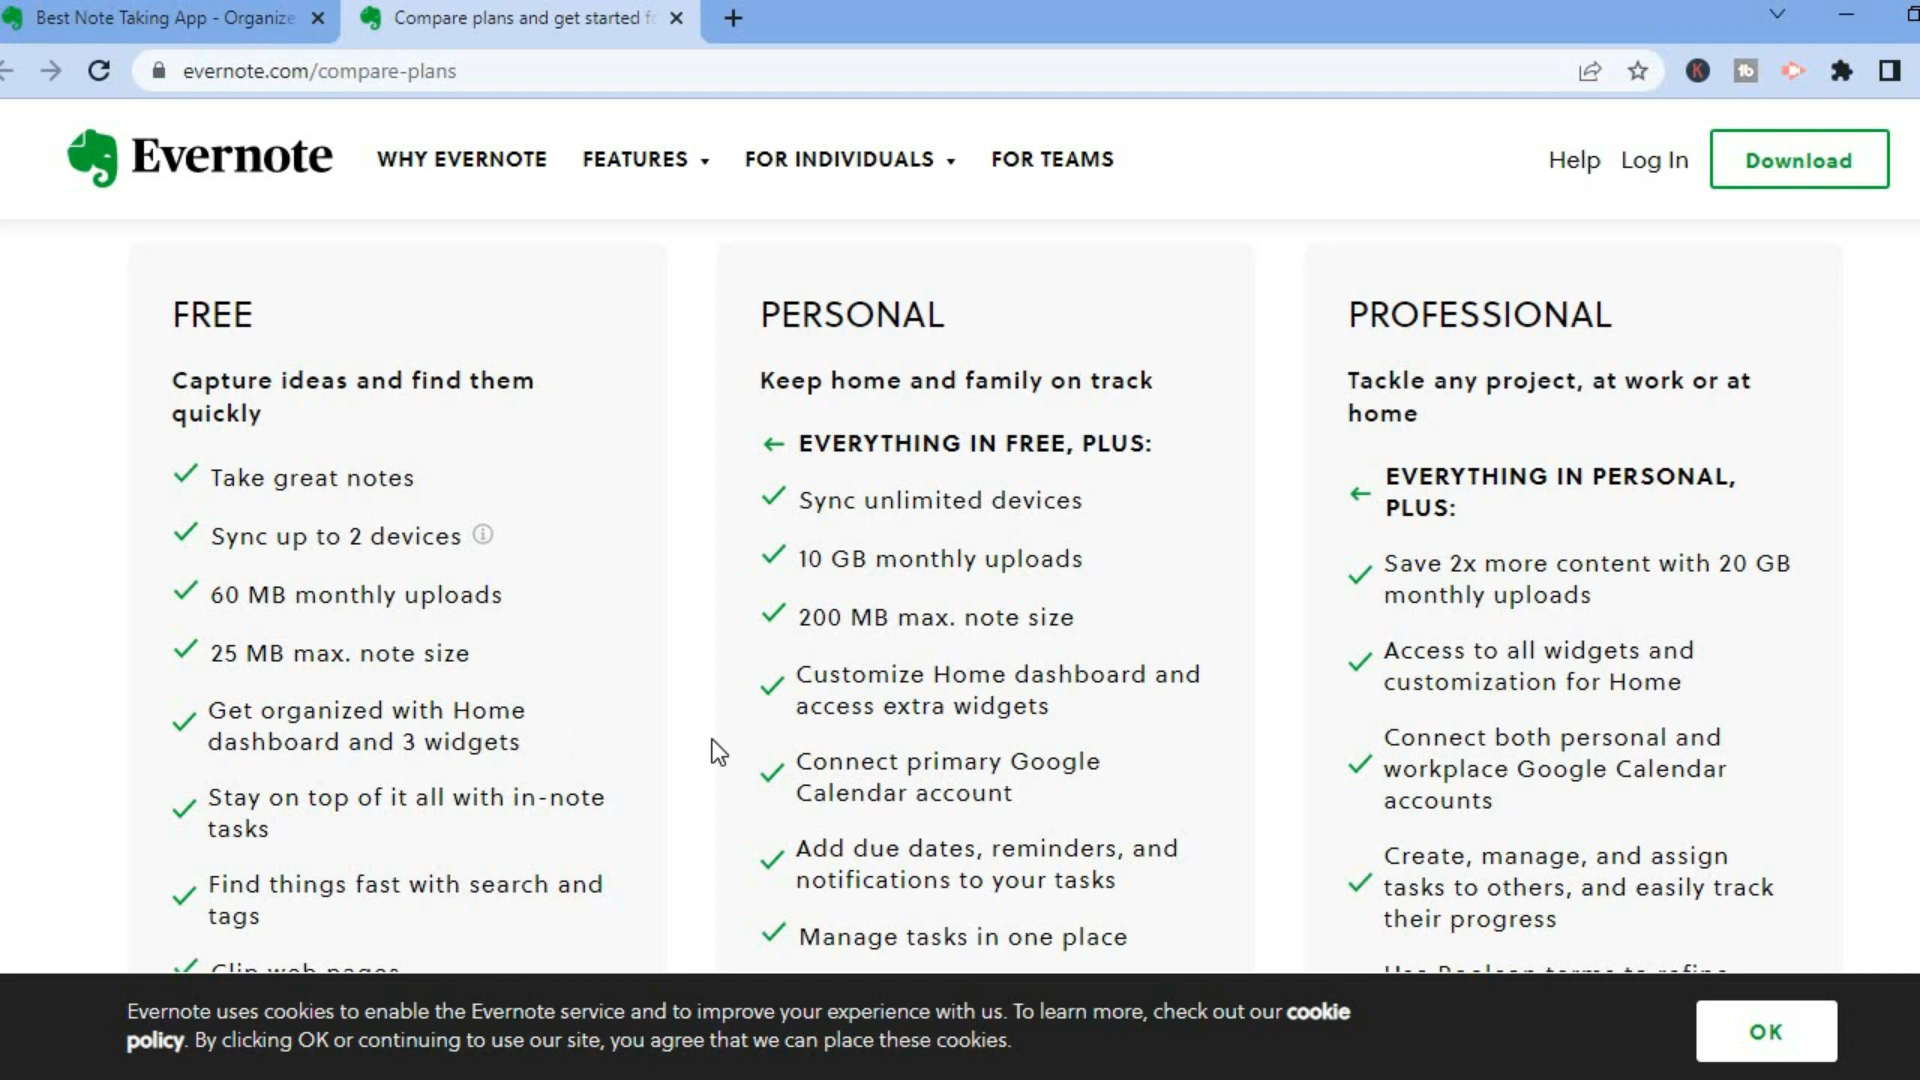 Best Note Taking App - Organize
Compare plans and get started f
evernote.com/compare-plans
K
tb
Evernote
WHY EVERNOTE
FEATURES
FOR INDIVIDUALS
FOR TEAMS
Help
Log In
Download
FREE
Capture ideas and find them
quickly
Take great notes
Sync up to 2 devices
60 MB monthly uploads
25 MB max. note size
Get organized with Home
dashboard and 3 widgets
Stay on top of it all with in-note
tasks
Find things fast with search and
tags
Clip web pages
PERSONAL
Keep home and family on track
EVERYTHING IN FREE, PLUS:
Sync unlimited devices
10 GB monthly uploads
200 MB max. note size
Customize Home dashboard and
access extra widgets
Connect primary Google
Calendar account
Add due dates, reminders, and
notifications to your tasks
Manage tasks in one place
PROFESSIONAL
Tackle any project, at work or at
home
EVERYTHING IN PERSONAL,
PLUS:
Save 2x more content with 20 GB
monthly uploads
Access to all widgets and
customization for Home
Connect both personal and
workplace Google Calendar
accounts
Create, manage, and assign
tasks to others, and easily track
their progress
Use Boolean terms to refine
Evernote uses cookies to enable the Evernote service and to improve your experience with us. To learn more, check out our cookie
policy. By clicking OK or continuing to use our site, you agree that we can place these cookies.
OK